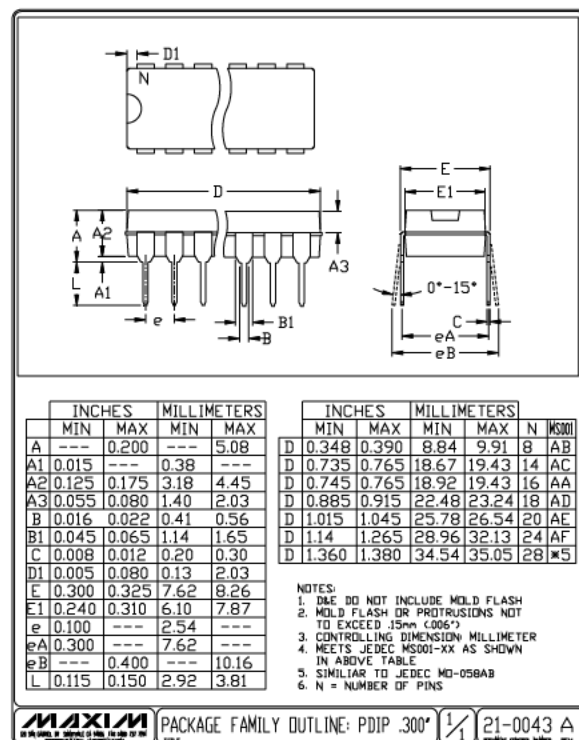 D1
N
D
E
E1
A
A2
A3
L
A1
0°-15°
e
B1
B
C
eA
eB
INCHES MILLIMETERS
MIN MAX MIN MAX
A --- 0.200 --- 5.08
A1 0.015 --- 0.38 ---
A2 0.125 0.175 3.18 4.45
A3 0.055 0.080 1.40 2.03
B 0.016 0.022 0.41 0.56
B1 0.045 0.065 1.14 1.65
C 0.008 0.012 0.20 0.30
D1 0.005 0.080 0.13 2.03
E 0.300 0.325 7.62 8.26
E1 0.240 0.310 6.10 7.87
e 0.100 --- 2.54 ---
eA 0.300 --- 7.62 ---
eB --- 0.400 --- 10.16
L 0.115 0.150 2.92 3.81
INCHES MILLIMETERS
MIN MAX MIN MAX N MS001
D 0.348 0.390 8.84 9.91 8 AB
D 0.735 0.765 18.67 19.43 14 AC
D 0.745 0.765 18.92 19.43 16 AA
D 0.885 0.915 22.48 23.24 18 AD
D 1.015 1.045 25.78 26.54 20 AE
D 1.14 1.265 28.96 32.13 24 AF
D 1.360 1.380 34.54 35.05 28 *5
NOTES:
1. D&E DO NOT INCLUDE MOLD FLASH
2. MOLD FLASH OR PROTRUSIONS NOT
TO EXCEED .15mm (.006")
3. CONTROLLING DIMENSION: MILLIMETER
4. MEETS JEDEC MS001-XX AS SHOWN
IN ABOVE TABLE
5. SIMILIAR TO JEDEC MO-058AB
6. N = NUMBER OF PINS
MAXIM
PACKAGE FAMILY OUTLINE: PDIP .300"
1/1
21-0043 A